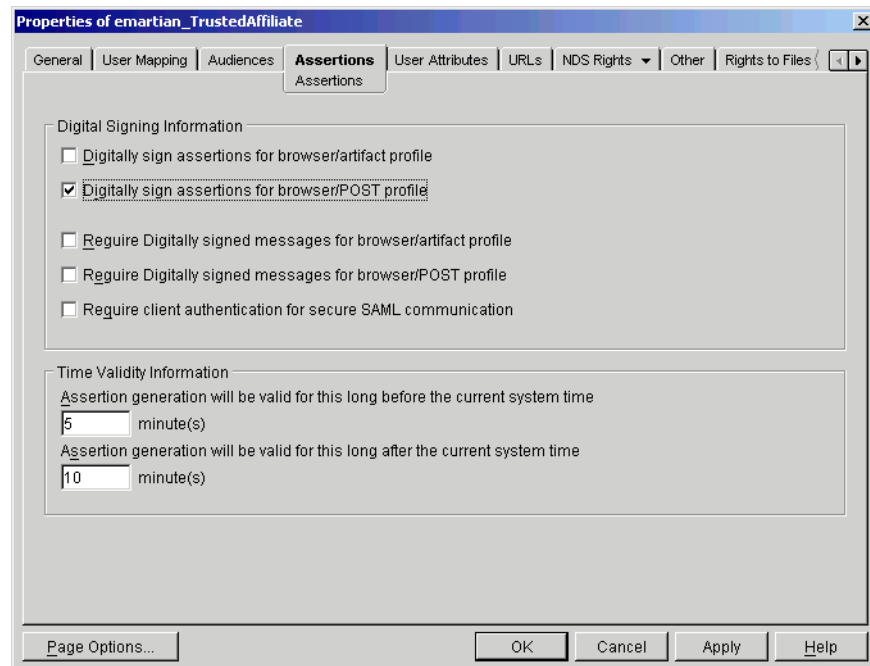 Properties of emartian_TrustedAffiliate
General User Mapping Audiences Assertions User Attributes URLs NDS Rights Other Rights to Files
Assertions
Digital Signing Information
Digitally sign assertions for browser/artifact profile
Digitally sign assertions for browser/POST profile
Require Digitally signed messages for browser/artifact profile
Require Digitally signed messages for browser/POST profile
Require client authentication for secure SAML communication
Time Validity Information
Assertion generation will be valid for this long before the current system time
5 minute(s)
Assertion generation will be valid for this long after the current system time
10 minute(s)
Page Options... OK Cancel Apply Help